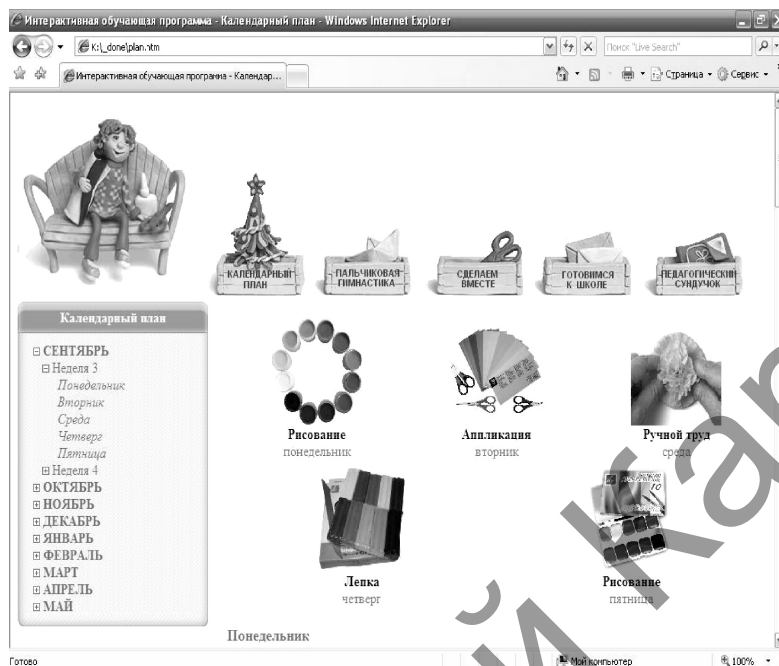 Интерактивная обучающая программа - Календарный план - Windows Internet Explorer
K:\_done\plan.htm
Поиск "Live Search"
Интерактивная обучающая программа - Календар...
Страница
Сервис
КАЛЕНДАРНЫЙ ПЛАН
ПАЛЬЧИКОВАЯ ГИМНАСТИКА
СДЕЛАЕМ ВМЕСТЕ
ГОТОВИМСЯ К ШКОЛЕ
ПЕДАГОГИЧЕСКИЙ СУНДУЧОК
Календарный план
СЕНТЯБРЬ
Неделя 3
Понедельник
Вторник
Среда
Четверг
Пятница
Неделя 4
ОКТЯБРЬ
НОЯБРЬ
ДЕКАБРЬ
ЯНВАРЬ
ФЕВРАЛЬ
МАРТ
АПРЕЛЬ
МАЙ
Рисование
понедельник
Аппликация
вторник
Ручной труд
среда
Лепка
четверг
Рисование
пятница
Понедельник
Готово
Мой компьютер
100%